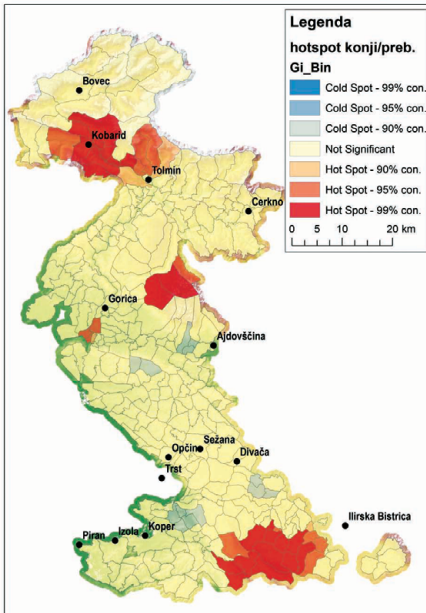 Legenda
hotspot konji/preb.
Gi_Bin
Cold Spot - 99% con.
Cold Spot - 95% con.
Cold Spot - 90% con.
Not Significant
Hot Spot - 90% con.
Hot Spot - 95% con.
Hot Spot - 99% con.
0 5 10 20 km
Bovec
Kobarid
Tolmin
Cerkno
Gorica
Ajdovščina
Opčin
Sežana
Divača
Trst
Ilirska Bistrica
Piran
Izola
Koper